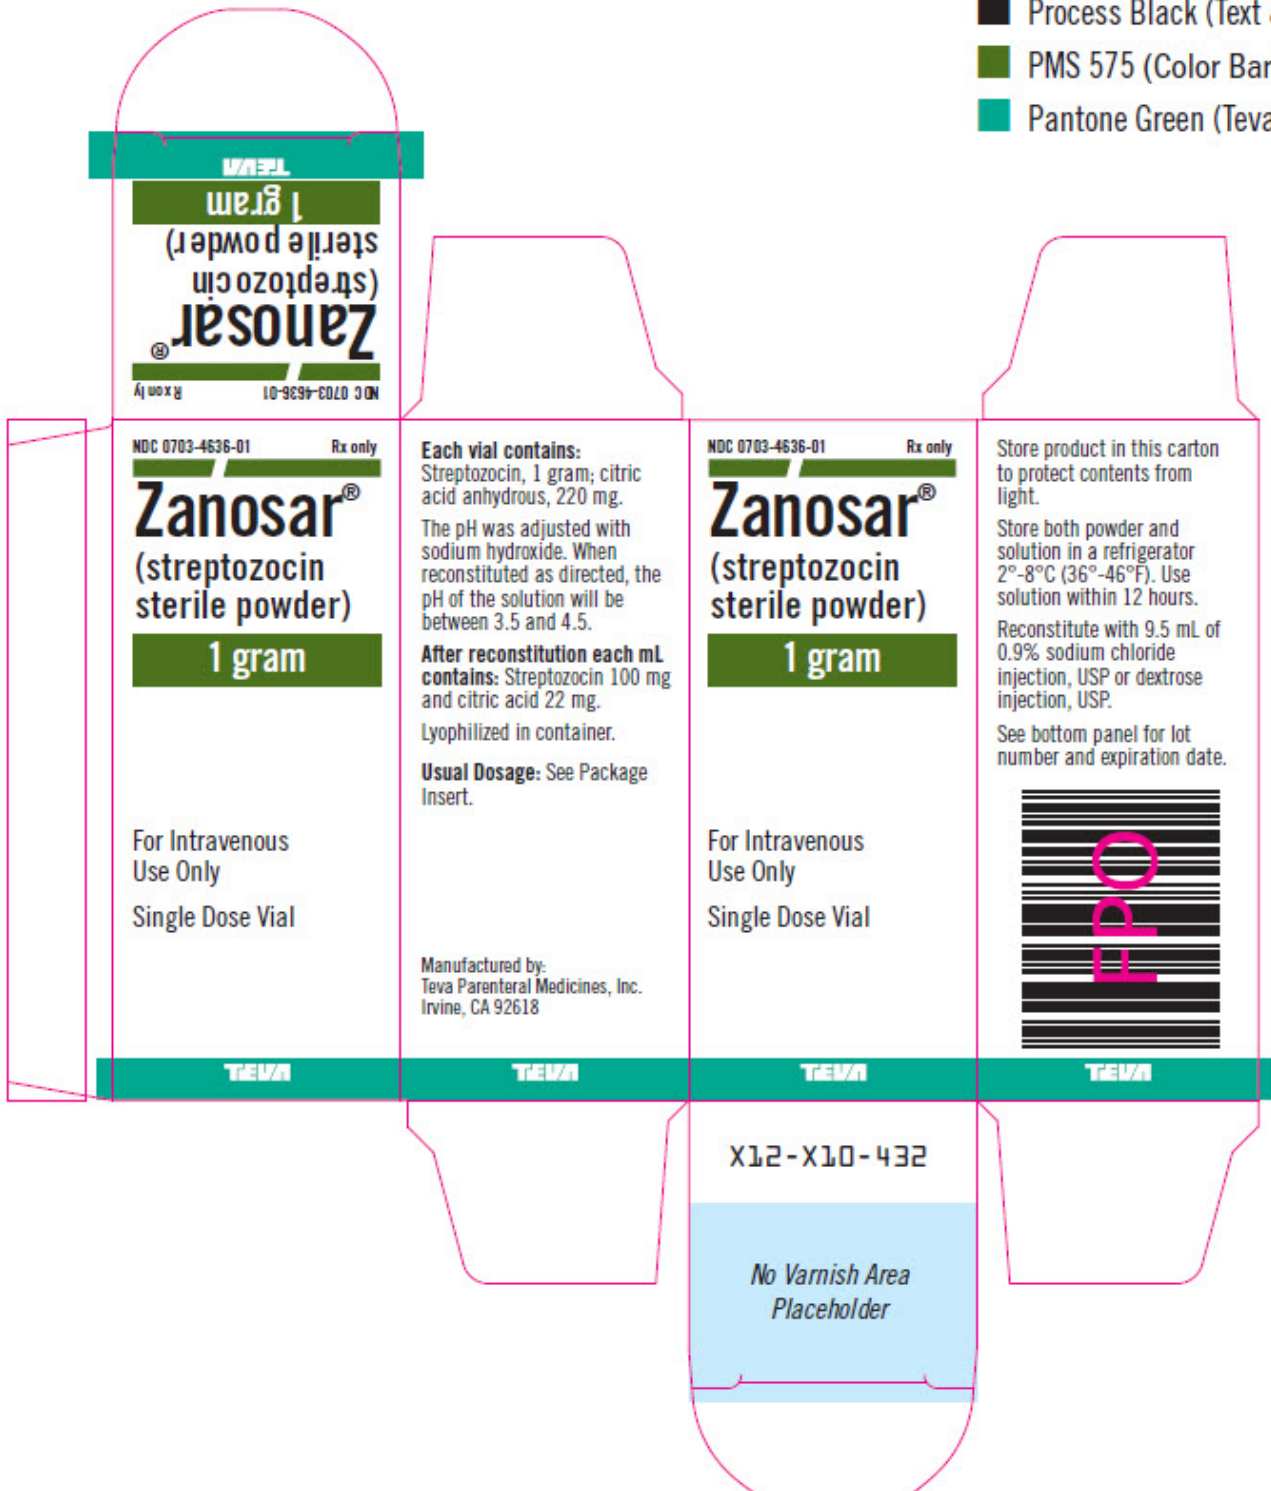 Process Black (Text
PMS 575 (Color Bar
Pantone Green (Teva
TEVA
1 gram
sterile powder)
(streptozocin
Zanosar®
NDC 0703-4636-01 Rx only
NDC 0703-4636-01 Rx only
Zanosar®
(streptozocin
sterile powder)
1 gram
For Intravenous
Use Only
Single Dose Vial
TEVA
Each vial contains:
Streptozocin, 1 gram; citric
acid anhydrous, 220 mg.
The pH was adjusted with
sodium hydroxide. When
reconstituted as directed, the
pH of the solution will be
between 3.5 and 4.5.
After reconstitution each mL
contains: Streptozocin 100 mg
and citric acid 22 mg.
Lyophilized in container.
Usual Dosage: See Package
Insert.
Manufactured by:
Teva Parenteral Medicines, Inc.
Irvine, CA 92618
TEVA
NDC 0703-4636-01 Rx only
Zanosar®
(streptozocin
sterile powder)
1 gram
For Intravenous
Use Only
Single Dose Vial
TEVA
X12-X10-432
No Varnish Area
Placeholder
Store product in this carton
to protect contents from
light.
Store both powder and
solution in a refrigerator
2°-8°C (36°-46°F). Use
solution within 12 hours.
Reconstitute with 9.5 mL of
0.9% sodium chloride
injection, USP or dextrose
injection, USP.
See bottom panel for lot
number and expiration date.
FPO
TEVA